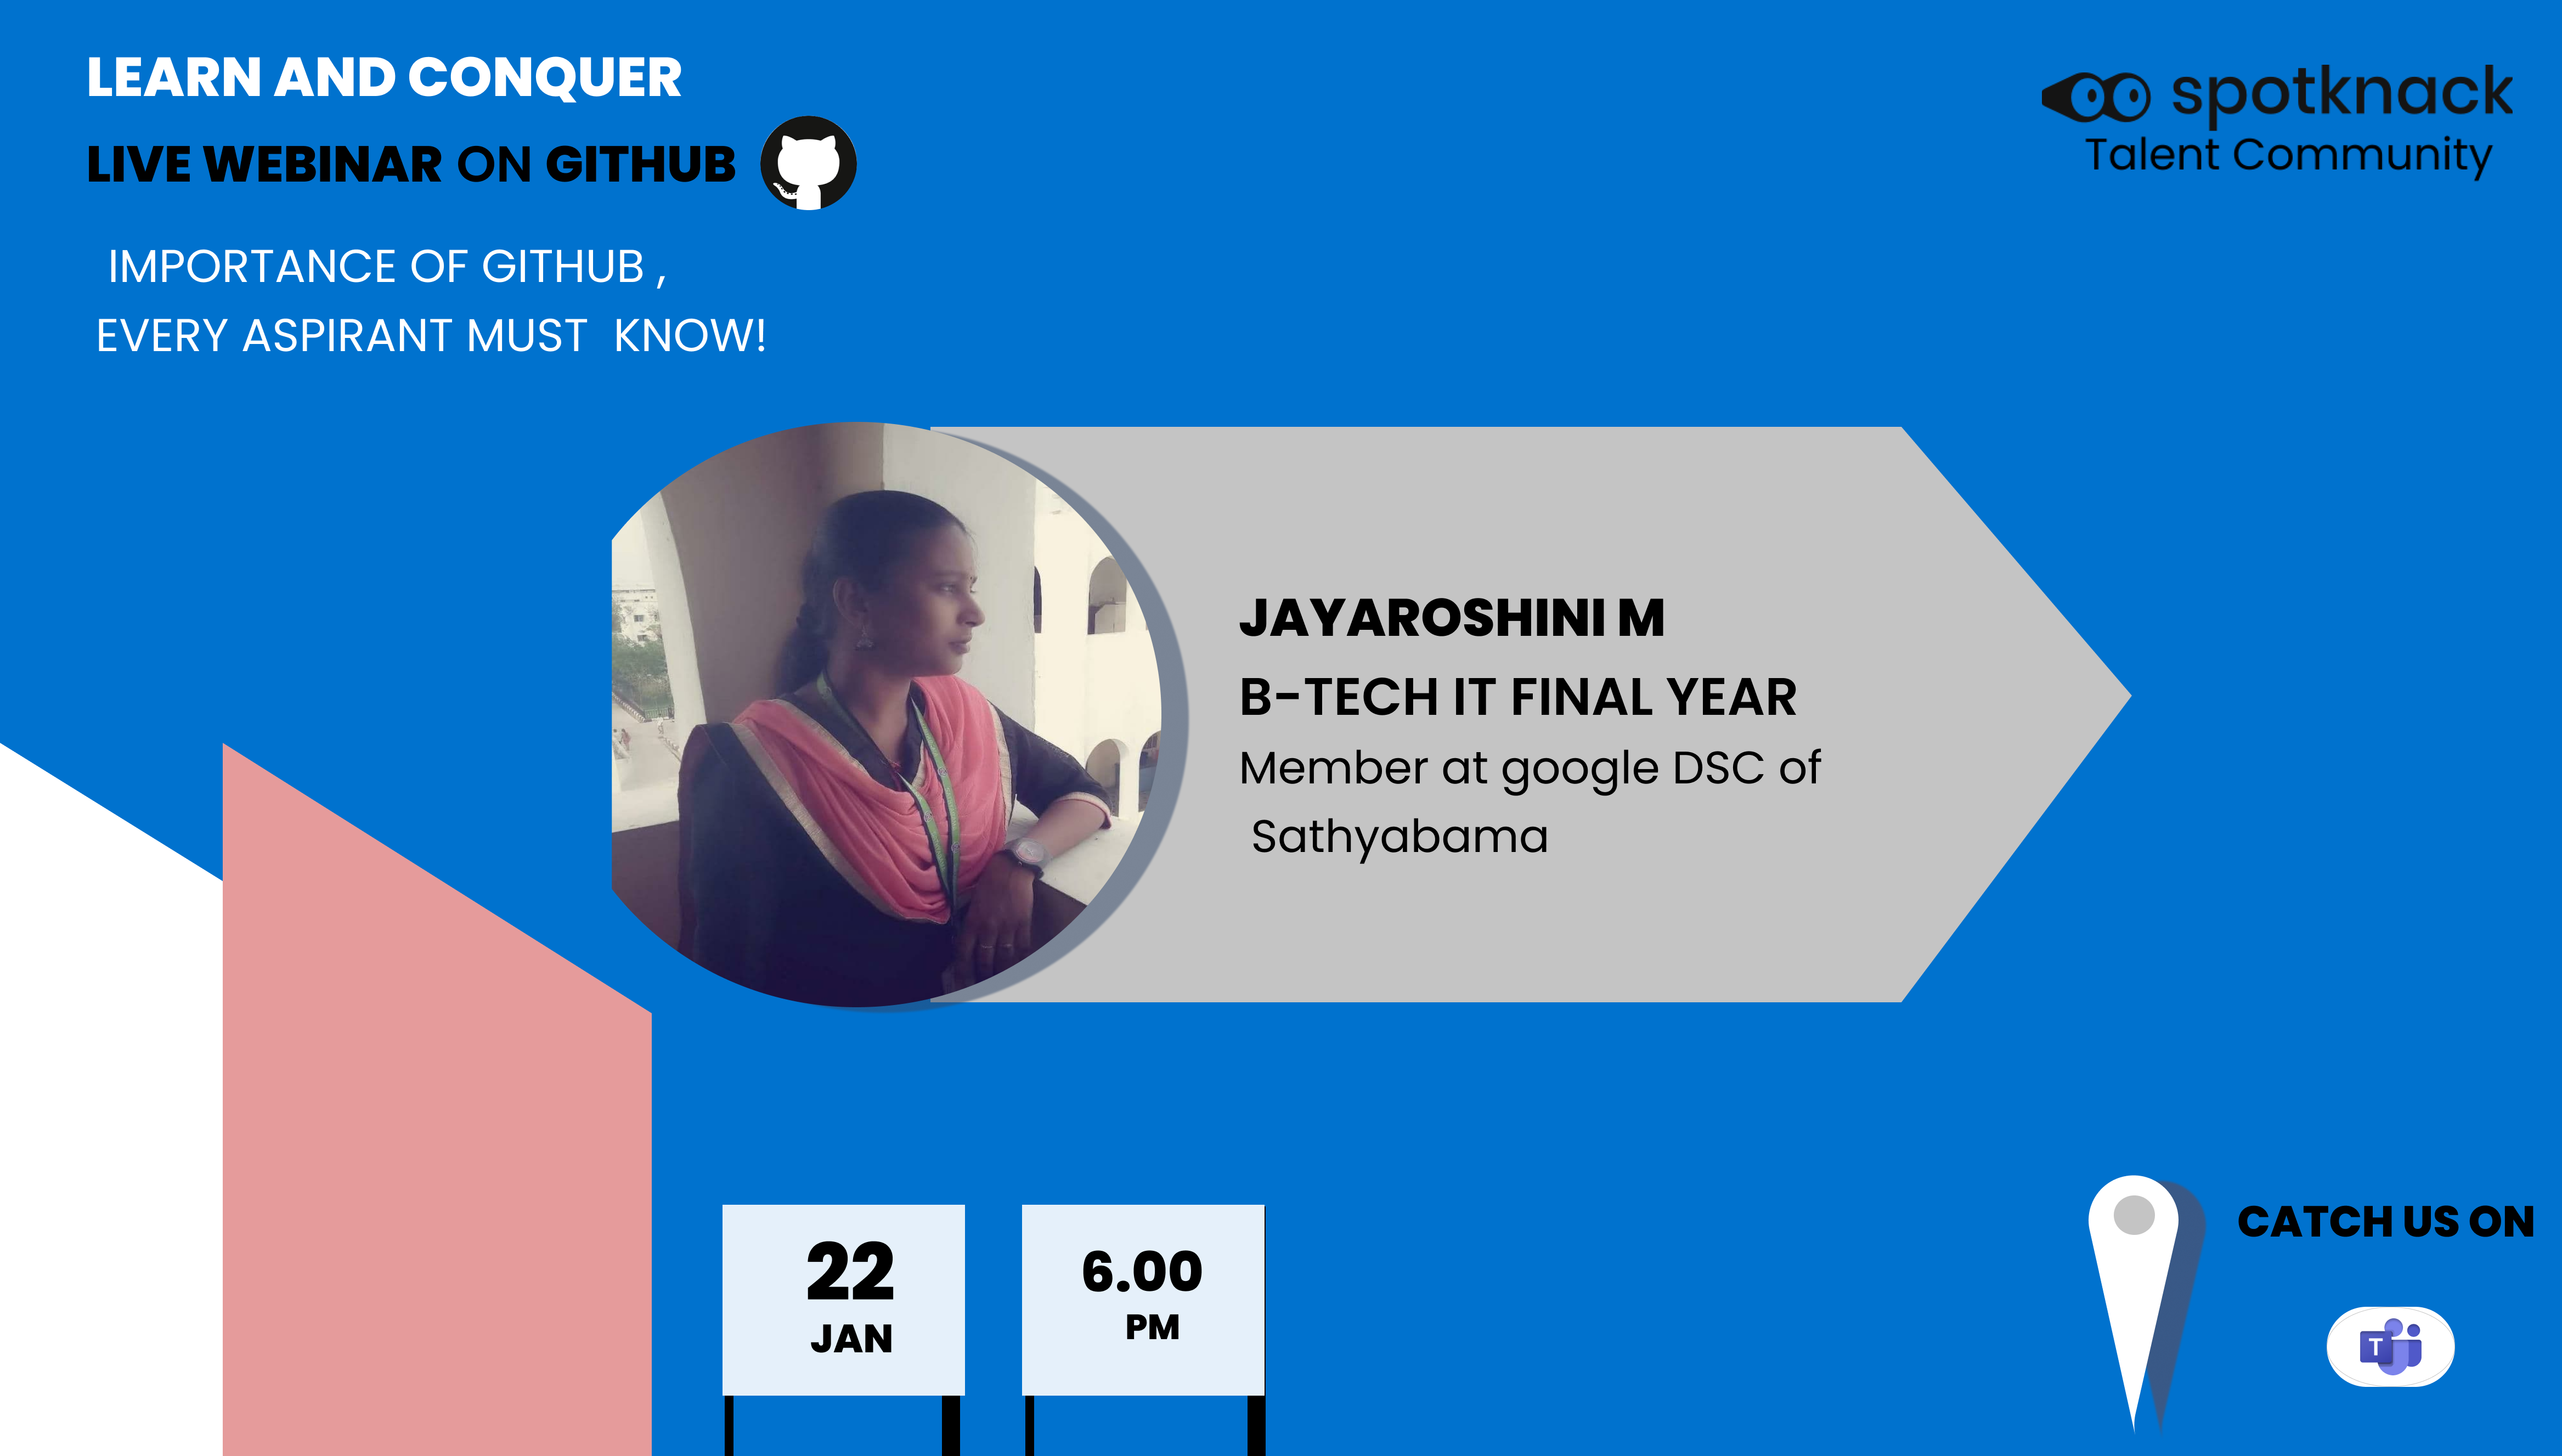 LEARN AND CONQUER
LIVE WEBINAR ON GITHUB
IMPORTANCE OF GITHUB ,
EVERY ASPIRANT MUST KNOW!
spotknack
Talent Community
JAYAROSHINI M
B-TECH IT FINAL YEAR
Member at google DSC of
Sathyabama
22
JAN
6.00
PM
CATCH US ON
T